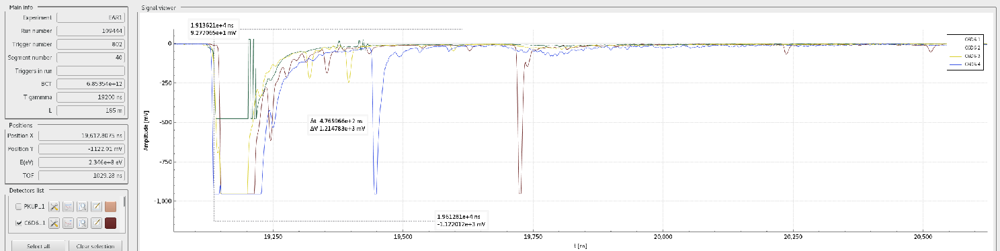 Main info
Experiment EAR1
Run number 109444
Trigger number 802
Segment number 40
Triggers in run
BCT 6.85354e+12
T gammma 19200 ns
L 185 m
Positions
Position X 19,612.8075 ns
Position Y -1122.01 mV
E(eV) 2.346e+8 eV
TOF 1029.28 ns
Detectors list
PKUP_1
C6D6_1
Select all Clear selection
Signal viewer
1.913621e+4 ns
9.277065e+1 mV
C6D6 1
C6D6 2
C6D6 3
C6D6 4
Δt 4.765966e+2 ns
ΔV 1.214783e+3 mV
1.961281e+4 ns
-1.122012e+3 mV
Amplitude [mV]
0
-250
-500
-750
-1,000
19,250 19,500 19,750 20,000 20,250 20,500
t [ns]